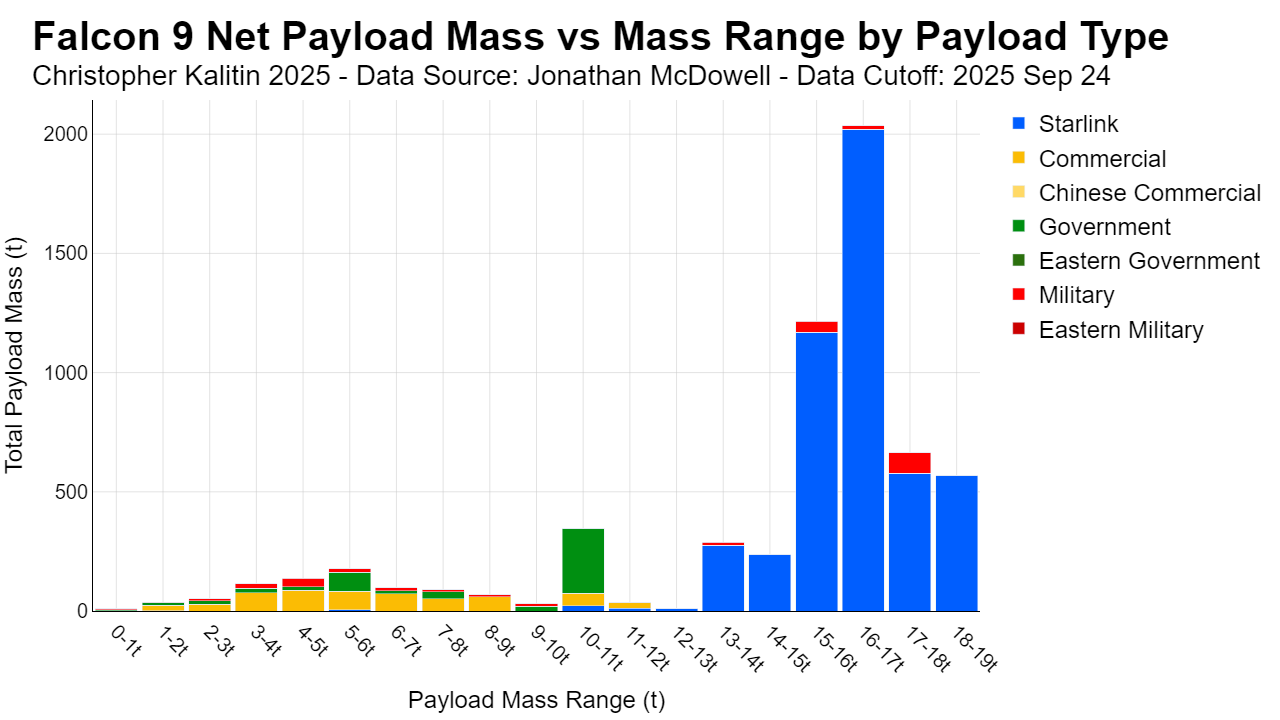 Falcon 9 Net Payload Mass vs Mass Range by Payload Type
Christopher Kalitin 2025 - Data Source: Jonathan McDowell - Data Cutoff: 2025 Sep 24
Total Payload Mass (t)
2000
1500
1000
500
0
0-1t
1-2t
2-3t
3-4t
4-5t
5-6t
6-7t
7-8t
8-9t
9-10t
10-11t
11-12t
12-13t
13-14t
14-15t
15-16t
16-17t
17-18t
18-19t
Payload Mass Range (t)
Starlink
Commercial
Chinese Commercial
Government
Eastern Government
Military
Eastern Military